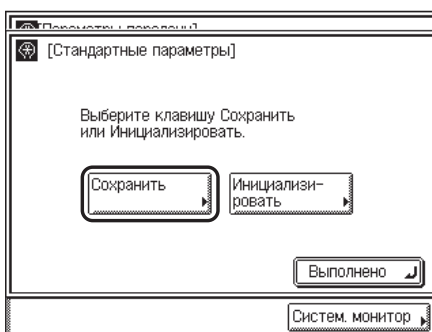 [Стандартные параметры]
Выберите клавишу Сохранить
или Инициализировать.
Сохранить
Инициализи-
ровать
Выполнено
Систем. монитор